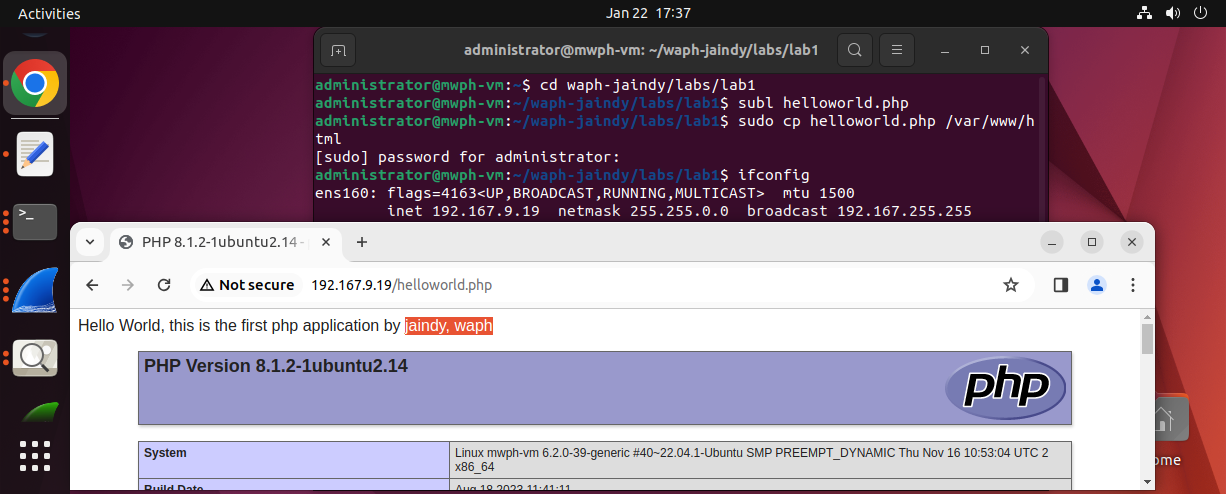 Activities
Jan 22 17:37
administrator@mwph-vm: ~/waph-jaindy/labs/lab1
administrator@mwph-vm:~$ cd waph-jaindy/labs/lab1
administrator@mwph-vm:~/waph-jaindy/labs/lab1$ subl helloworld.php
administrator@mwph-vm:~/waph-jaindy/labs/lab1$ sudo cp helloworld.php /var/www/h
tml
[sudo] password for administrator:
administrator@mwph-vm:~/waph-jaindy/labs/lab1$ ifconfig
ens160: flags=4163<UP,BROADCAST,RUNNING,MULTICAST>  mtu 1500
        inet 192.167.9.19  netmask 255.255.0.0  broadcast 192.167.255.255
>_
PHP 8.1.2-1ubuntu2.14 -
Not secure 192.167.9.19/helloworld.php
Hello World, this is the first php application by jaindy, waph
PHP Version 8.1.2-1ubuntu2.14
php
System Linux mwph-vm 6.2.0-39-generic #40~22.04.1-Ubuntu SMP PREEMPT_DYNAMIC Thu Nov 16 10:53:04 UTC 2
x86_64
Build Date Aug 18 2023 11:41:11
ome